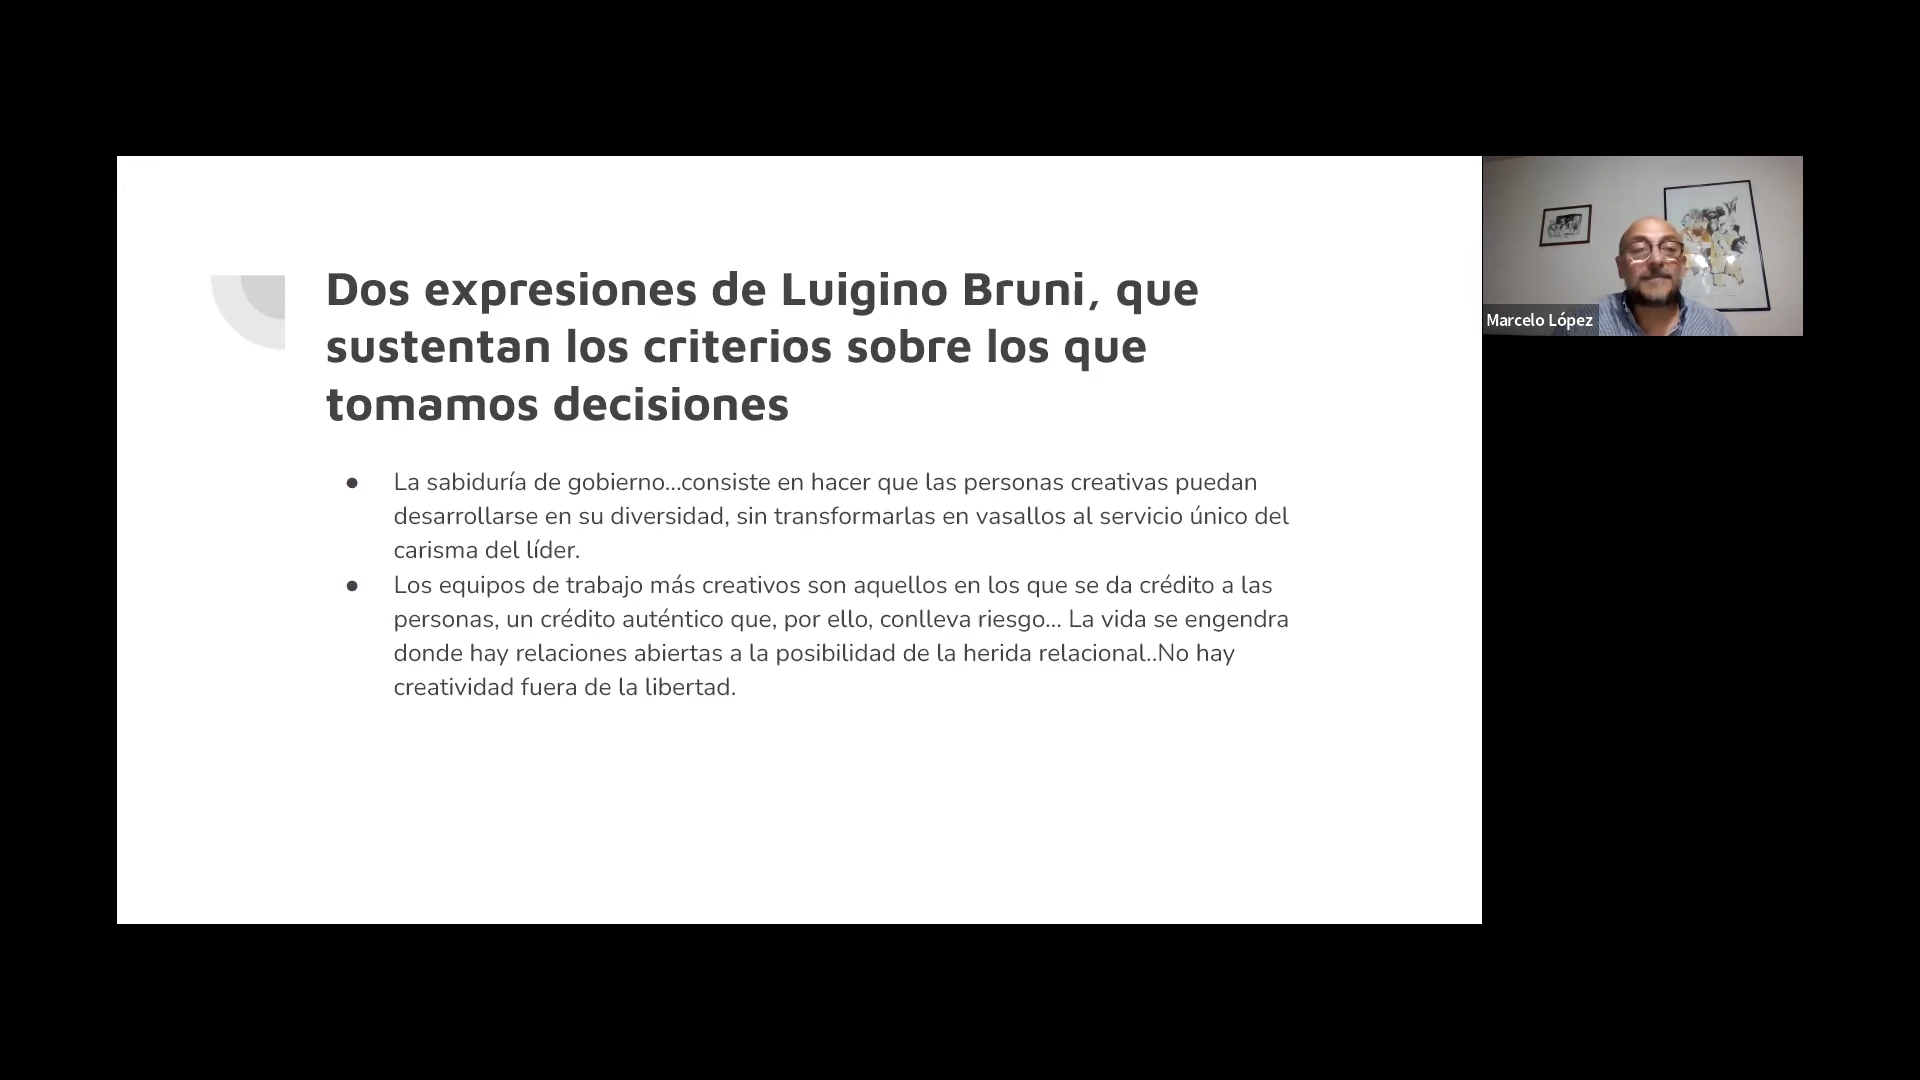 Dos expresiones de Luigino Bruni, que
sustentan los criterios sobre los que
tomamos decisiones
● La sabiduría de gobierno...consiste en hacer que las personas creativas puedan
desarrollarse en su diversidad, sin transformarlas en vasallos al servicio único del
carisma del líder.
● Los equipos de trabajo más creativos son aquellos en los que se da crédito a las
personas, un crédito auténtico que, por ello, conlleva riesgo... La vida se engendra
donde hay relaciones abiertas a la posibilidad de la herida relacional..No hay
creatividad fuera de la libertad.
Marcelo López